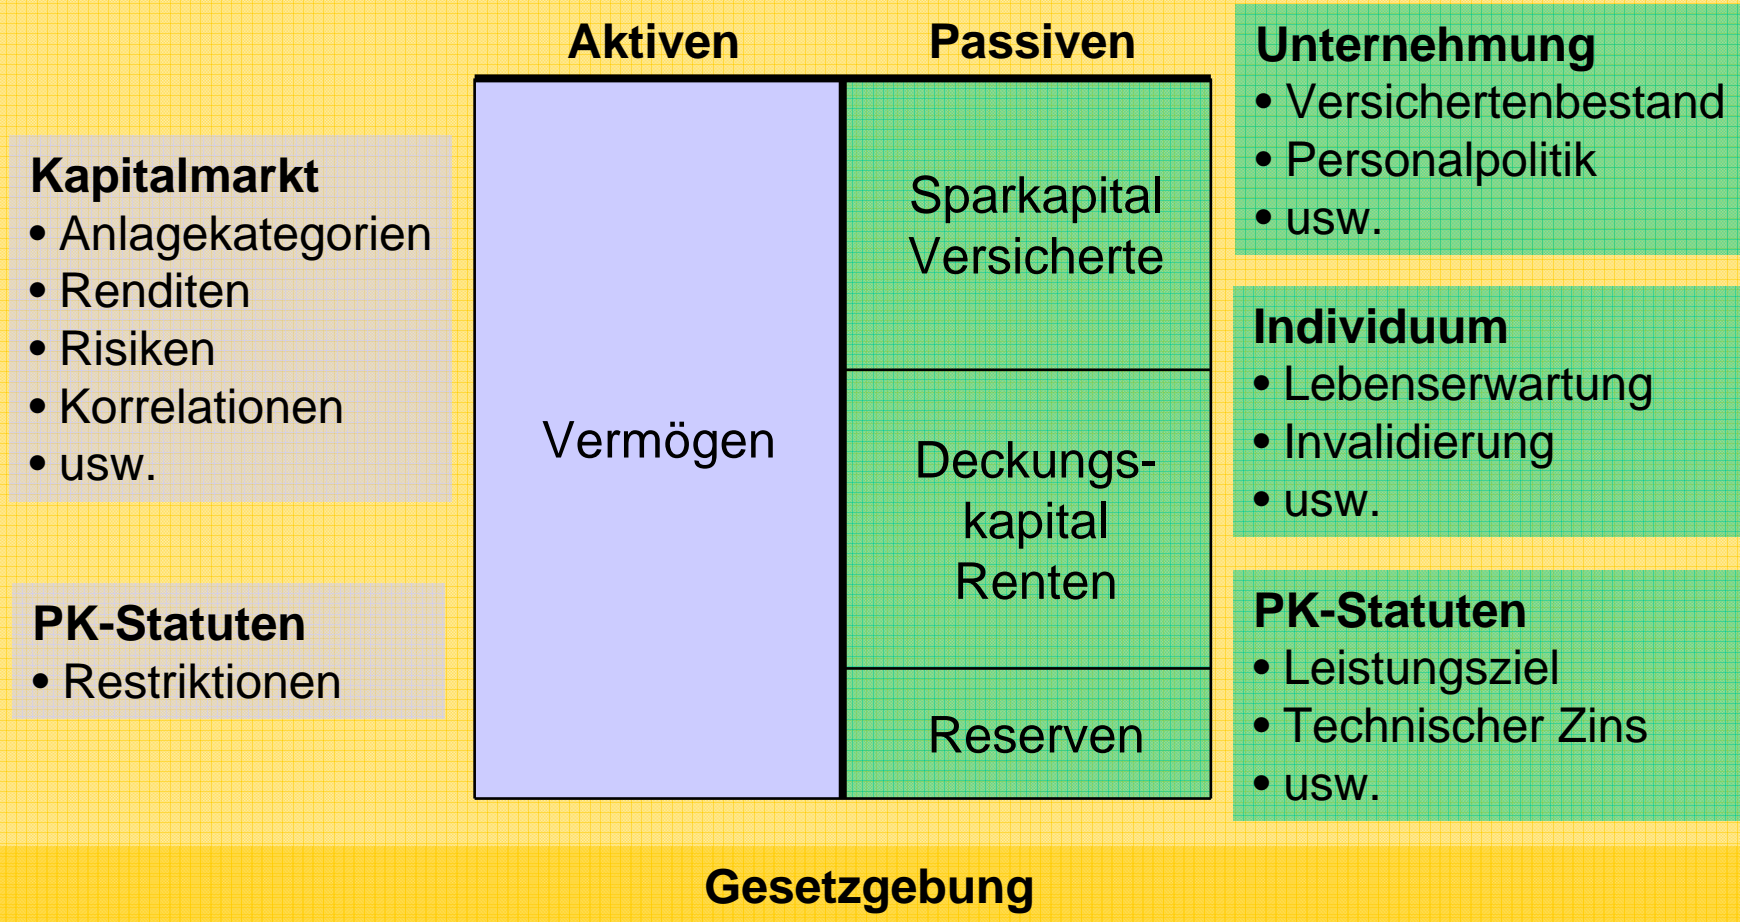 Aktiven
Passiven
Kapitalmarkt
• Anlagekategorien
• Renditen
• Risiken
• Korrelationen
• usw.
PK-Statuten
• Restriktionen
Vermögen
Sparkapital
Versicherte
Deckungs-
kapital
Renten
Reserven
Unternehmung
• Versichertenbestand
• Personalpolitik
• usw.
Individuum
• Lebenserwartung
• Invalidierung
• usw.
PK-Statuten
• Leistungsziel
• Technischer Zins
• usw.
Gesetzgebung